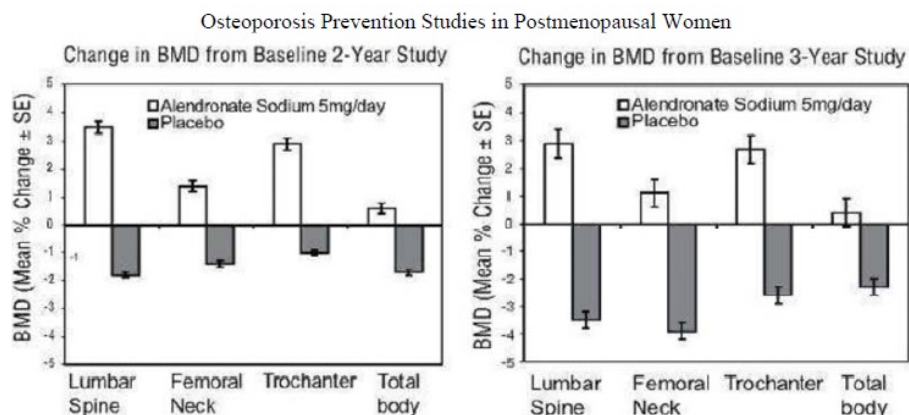 Osteoporosis Prevention Studies in Postmenopausal Women
Change in BMD from Baseline 2-Year Study
BMD (Mean % Change ± SE)
5
4
3
2
1
0
-1
-2
-3
-4
-5
Alendronate Sodium 5mg/day
Placebo
Lumbar Spine
Femoral Neck
Trochanter
Total body
Change in BMD from Baseline 3-Year Study
BMD (Mean % Change ± SE)
5
4
3
2
1
0
-1
-2
-3
-4
-5
Alendronate Sodium 5mg/day
Placebo
Lumbar Spine
Femoral Neck
Trochanter
Total body